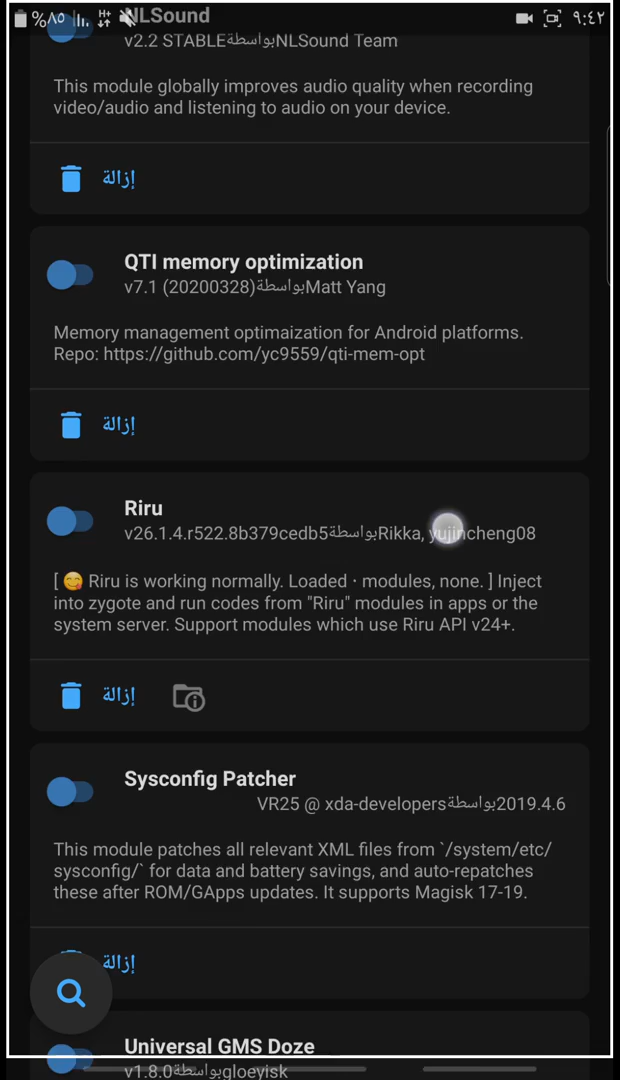 %٨٥ H+ ٩:٤٢
NLSound
v2.2 STABLEبواسطةNLSound Team
This module globally improves audio quality when recording
video/audio and listening to audio on your device.
إزالة
QTI memory optimization
v7.1 (20200328)بواسطةMatt Yang
Memory management optimaization for Android platforms.
Repo: https://github.com/yc9559/qti-mem-opt
إزالة
Riru
v26.1.4.r522.8b379cedb5بواسطةRikka, yujincheng08
[ 🥰 Riru is working normally. Loaded · modules, none. ] Inject
into zygote and run codes from "Riru" modules in apps or the
system server. Support modules which use Riru API v24+.
إزالة
Sysconfig Patcher
VR25 @ xda-developersبواسطة2019.4.6
This module patches all relevant XML files from `/system/etc/
sysconfig/` for data and battery savings, and auto-repatches
these after ROM/GApps updates. It supports Magisk 17-19.
إزالة
Universal GMS Doze
v1.8.0بواسطةgloeyisk